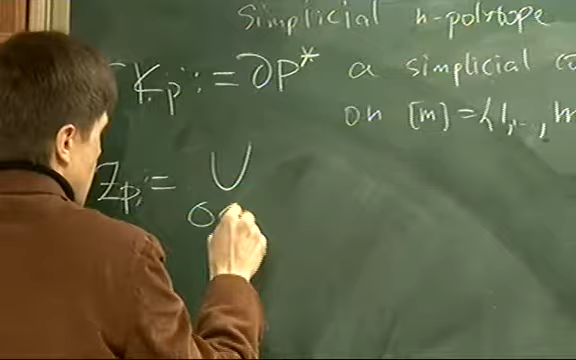 Simplicial n-polytope
K_P := ∂P* a simplicial
on [m]={1,...,m
Z_P := ∪